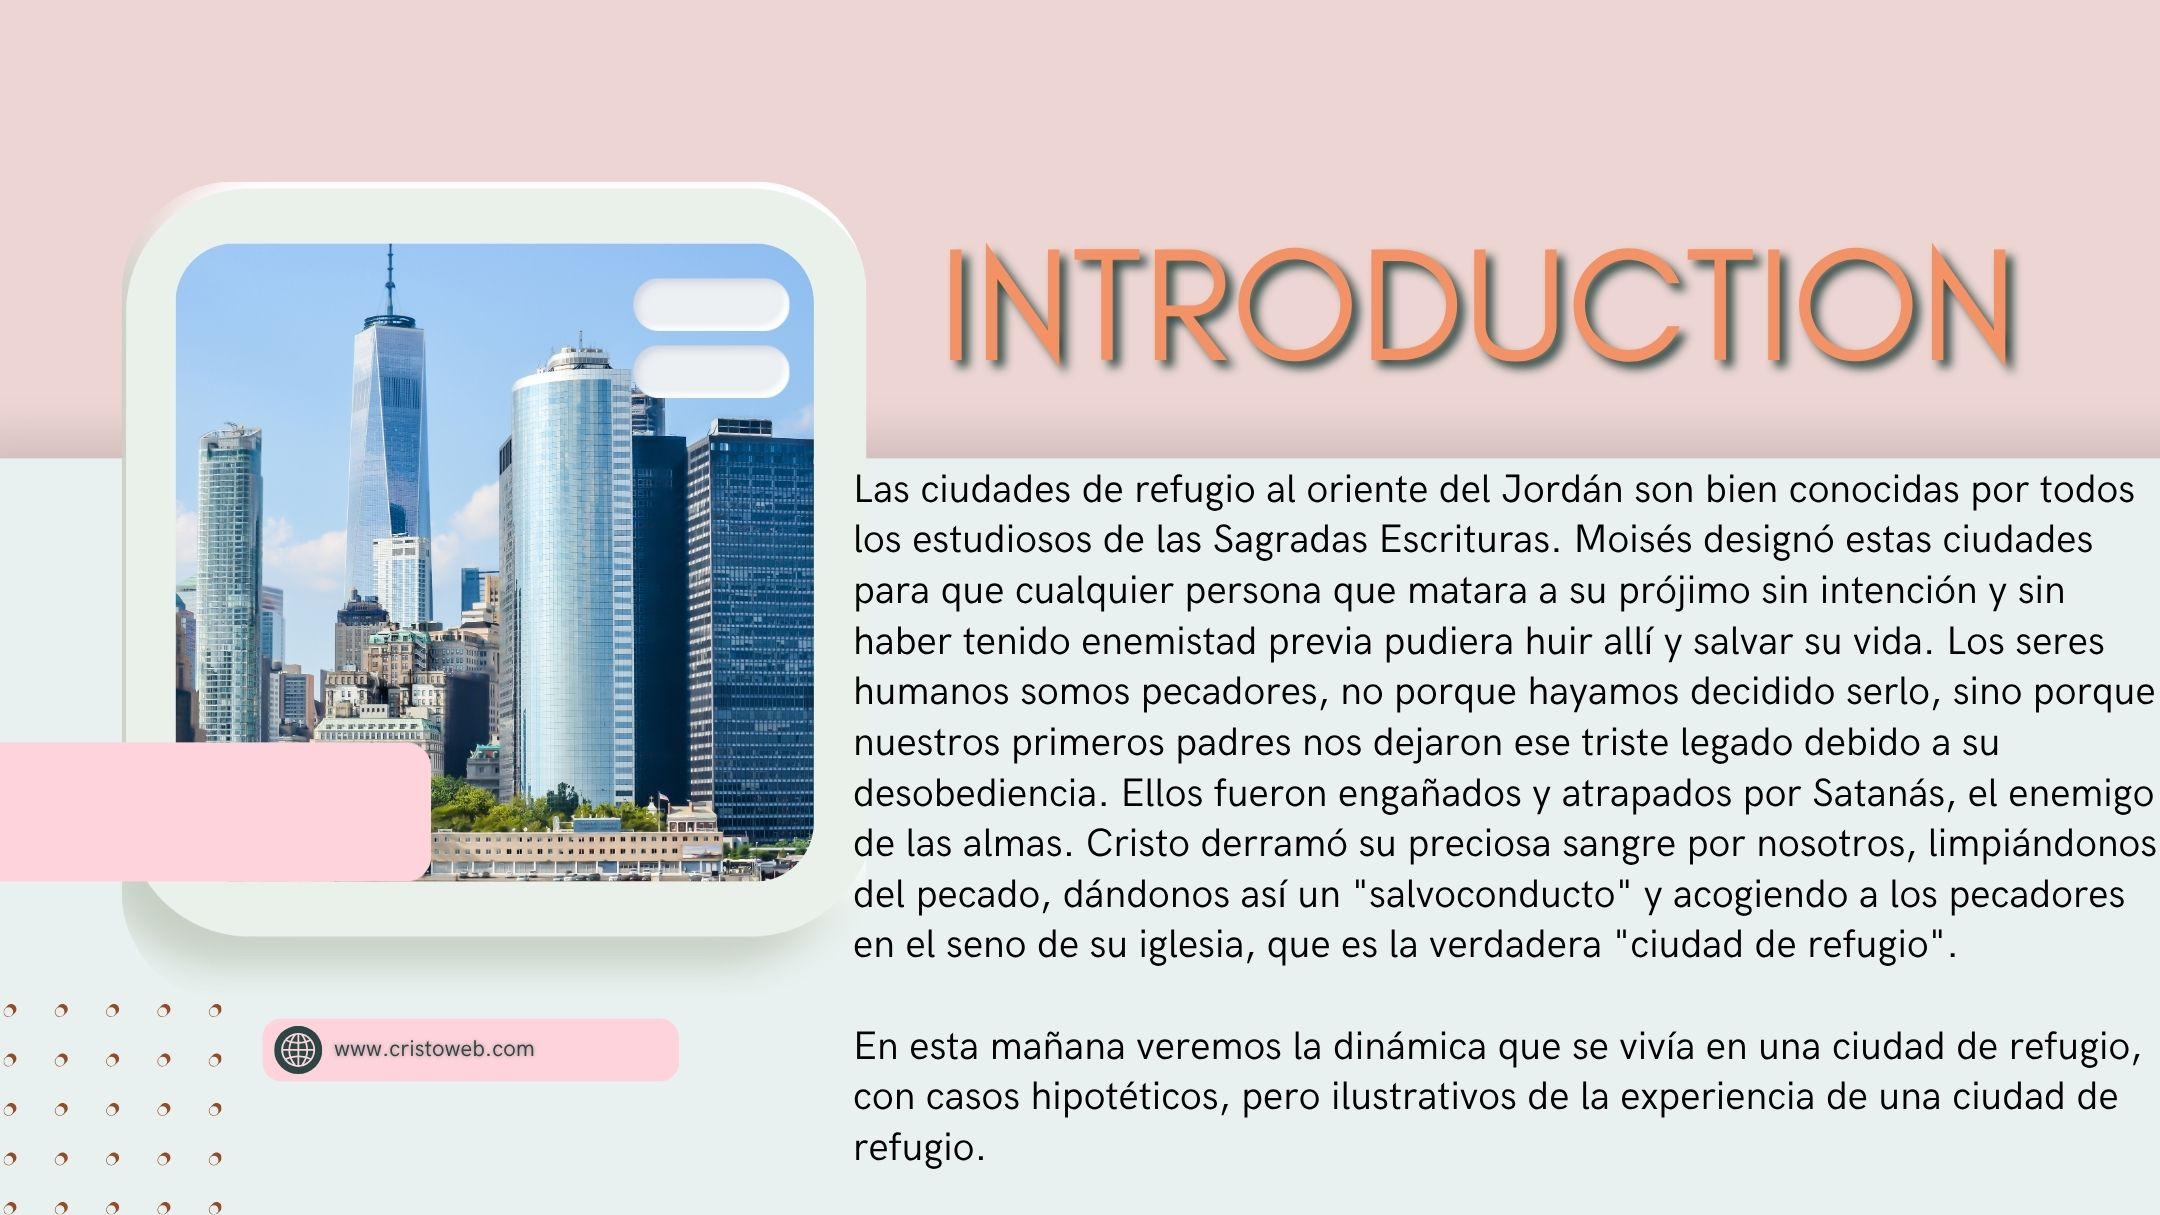 INTRODUCTION
Las ciudades de refugio al oriente del Jordán son bien conocidas por todos
los estudiosos de las Sagradas Escrituras. Moisés designó estas ciudades
para que cualquier persona que matara a su prójimo sin intención y sin
haber tenido enemistad previa pudiera huir allí y salvar su vida. Los seres
humanos somos pecadores, no porque hayamos decidido serlo, sino porque
nuestros primeros padres nos dejaron ese triste legado debido a su
desobediencia. Ellos fueron engañados y atrapados por Satanás, el enemigo
de las almas. Cristo derramó su preciosa sangre por nosotros, limpiándonos
del pecado, dándonos así un "salvoconducto" y acogiendo a los pecadores
en el seno de su iglesia, que es la verdadera "ciudad de refugio".
En esta mañana veremos la dinámica que se vivía en una ciudad de refugio,
con casos hipotéticos, pero ilustrativos de la experiencia de una ciudad de
refugio.
www.cristoweb.com